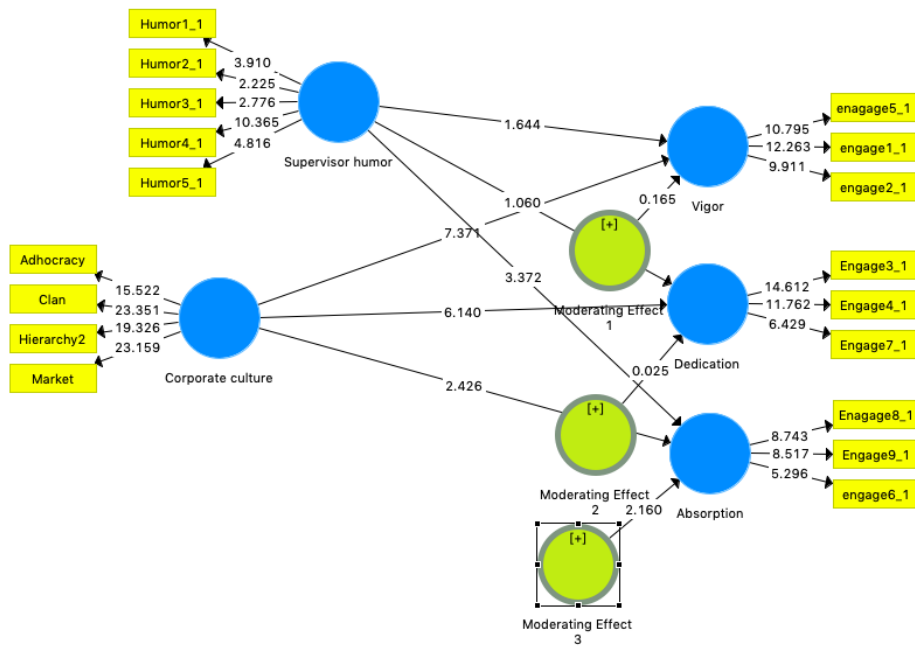 Humor1_1
Humor2_1
Humor3_1
Humor4_1
Humor5_1
3.910
2.225
2.776
10.365
4.816
Supervisor humor
Adhocracy
Clan
Hierarchy2
Market
15.522
23.351
19.326
23.159
Corporate culture
1.644
1.060
7.371
3.372
6.140
2.426
0.165
0.025
2.160
[+]
Moderating Effect
1
[+]
Moderating Effect
2
[+]
Moderating Effect
3
Vigor
10.795
12.263
9.911
enagage5_1
engage1_1
engage2_1
Dedication
14.612
11.762
6.429
Engage3_1
Engage4_1
Engage7_1
Absorption
8.743
8.517
5.296
Enagage8_1
Engage9_1
engage6_1